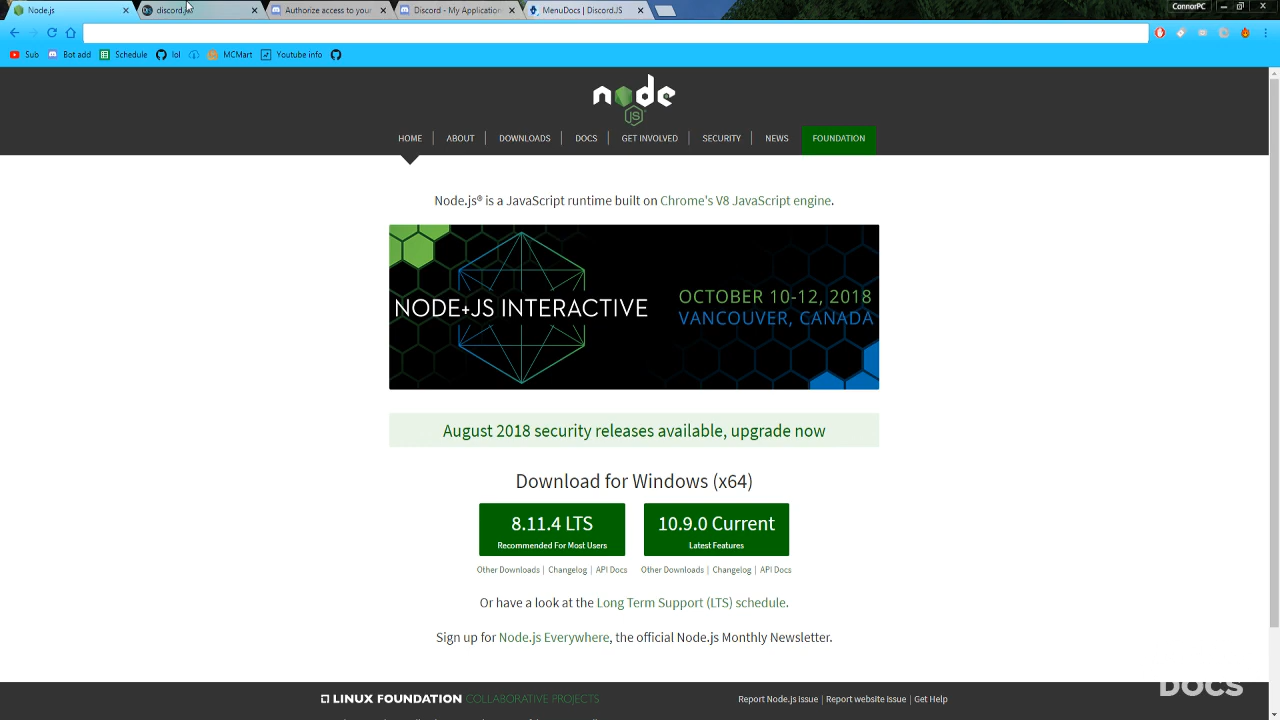 Node.js
discord.js
Authorize access to your
Discord - My Application
MenuDocs | DiscordJS
ConnorPC
Sub
Bot add
Schedule
lol
MCMart
Youtube info
node
JS
HOME
ABOUT
DOWNLOADS
DOCS
GET INVOLVED
SECURITY
NEWS
FOUNDATION
Node.js® is a JavaScript runtime built on Chrome's V8 JavaScript engine.
NODE+JS INTERACTIVE
OCTOBER 10-12, 2018
VANCOUVER, CANADA
August 2018 security releases available, upgrade now
Download for Windows (x64)
8.11.4 LTS
Recommended For Most Users
10.9.0 Current
Latest Features
Other Downloads | Changelog | API Docs
Other Downloads | Changelog | API Docs
Or have a look at the Long Term Support (LTS) schedule.
Sign up for Node.js Everywhere, the official Node.js Monthly Newsletter.
LINUX FOUNDATION COLLABORATIVE PROJECTS
Report Node.js Issue | Report website Issue | Get Help
DOCS